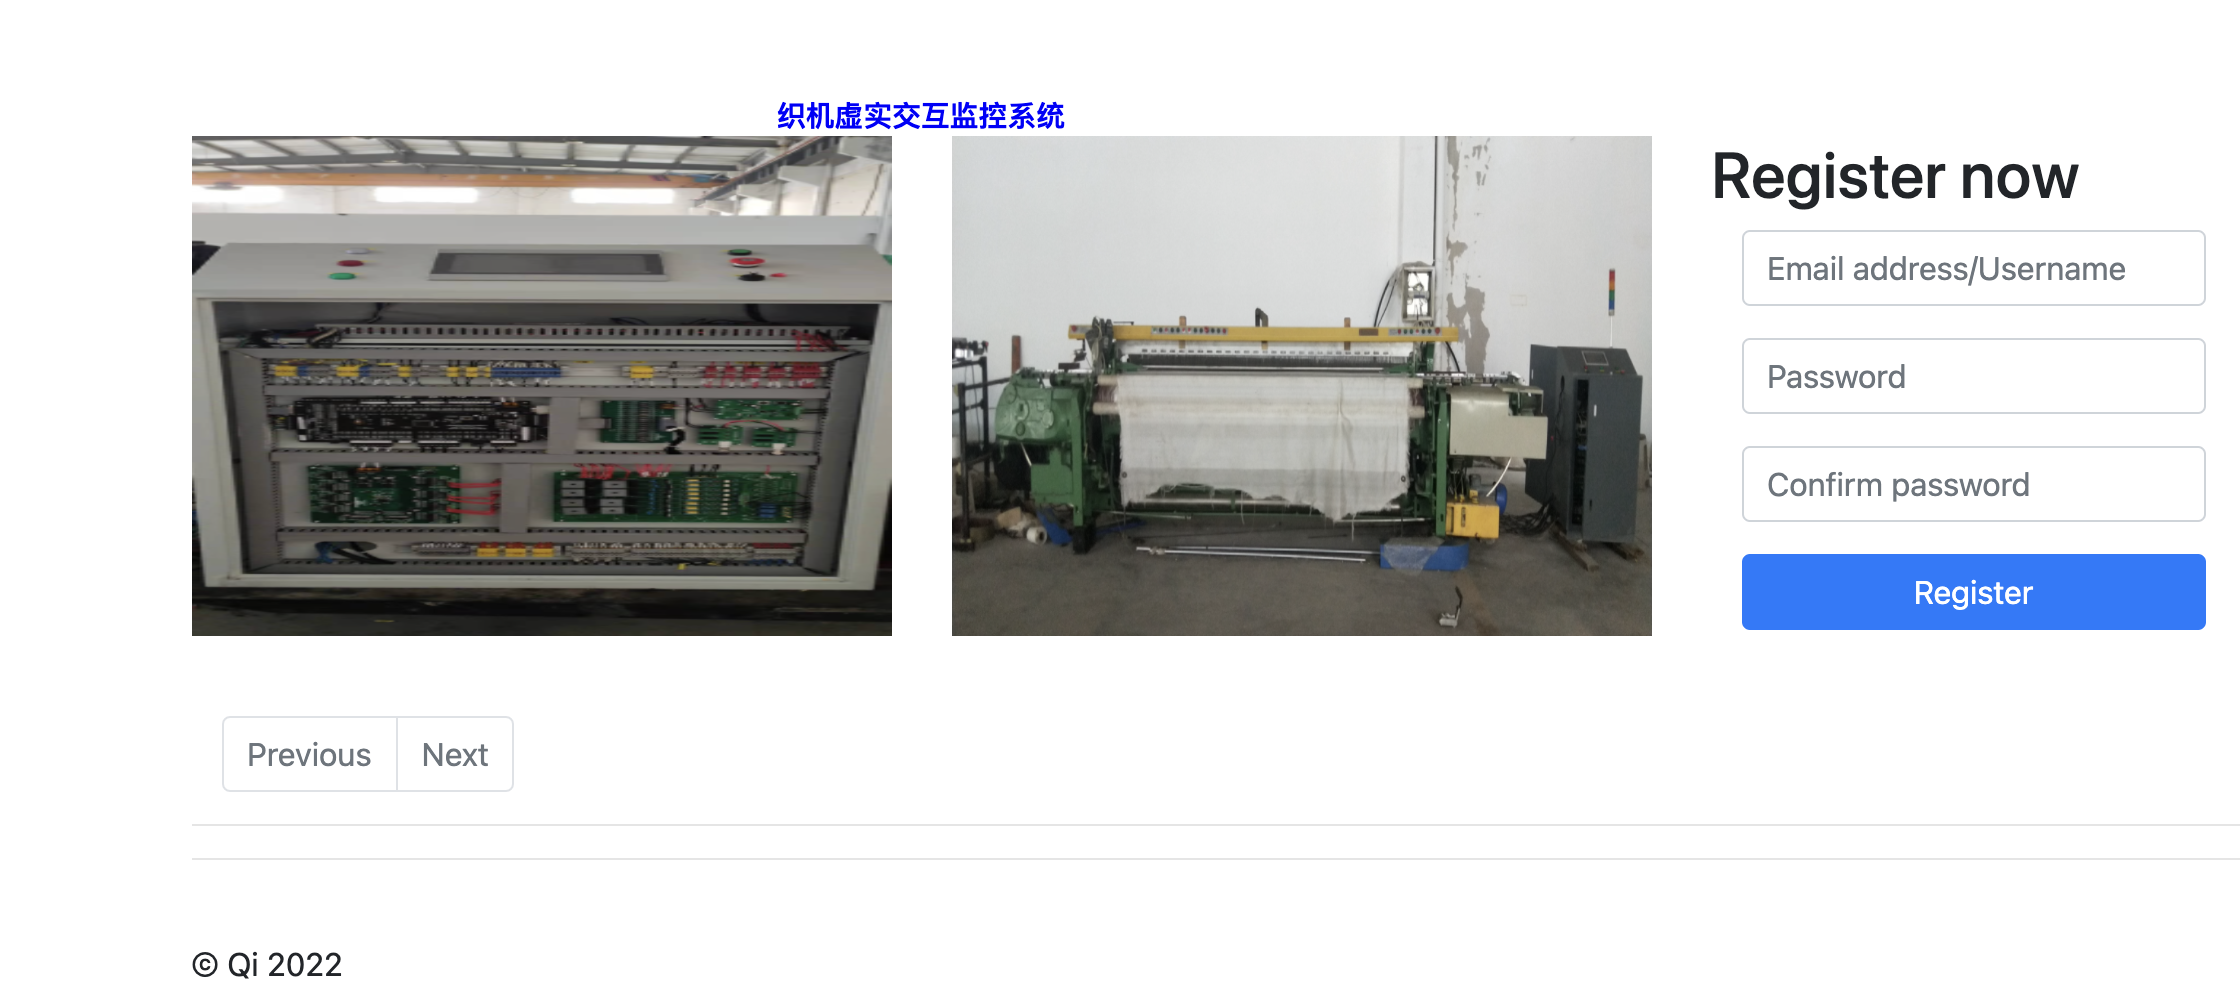 织机虚实交互监控系统
Register now
Email address/Username
Password
Confirm password
Register
Previous
Next
© Qi 2022